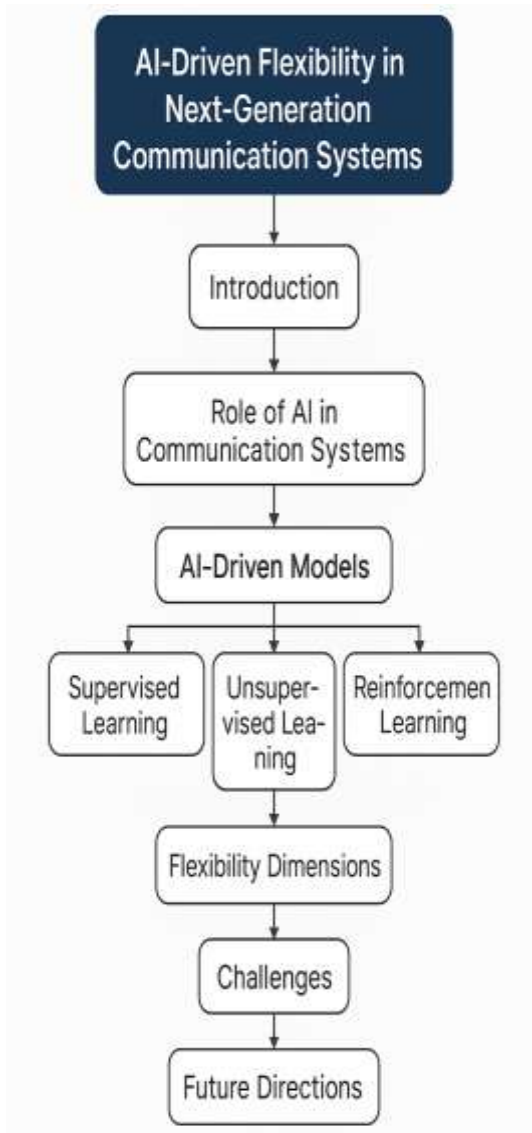 AI-Driven Flexibility in
Next-Generation
Communication Systems
Introduction
Role of AI in
Communication Systems
AI-Driven Models
Supervised
Learning
Unsuper-
vised Lea-
ning
Reinforcemen
Learning
Flexibility Dimensions
Challenges
Future Directions